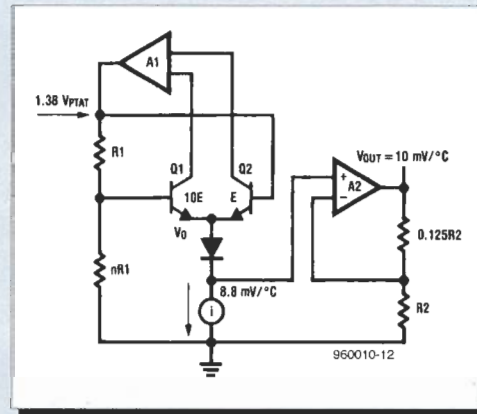 A1
1.38 VPTAT
R1
Q1
Q2
VOUT = 10 mV/°C
10E
E
+
A2
−
V0
0.125R2
nR1
8.8 mV/°C
i
R2
960010-12